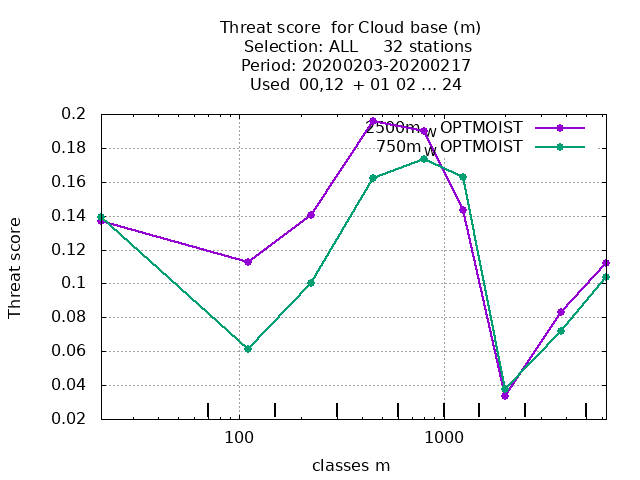 Threat score  for Cloud base (m)
Selection: ALL     32 stations
Period: 20200203-20200217
Used  00,12  + 01 02 ... 24
2500m_W OPTMOIST
750m_W OPTMOIST
0.2
0.18
0.16
0.14
0.12
0.1
0.08
0.06
0.04
0.02
Threat score
100 1000
classes m